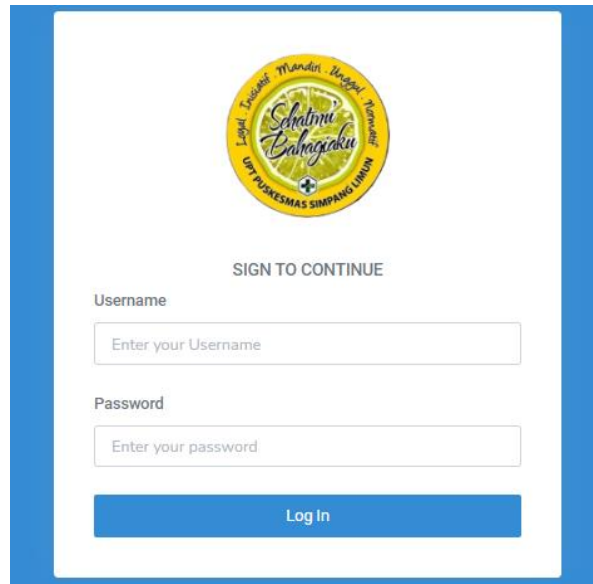 Loyal . Inisiatif . Mandiri . Unggul . Normatif
Sehatmu
Bahagiaku
UPT PUSKESMAS SIMPANG LIMUN
SIGN TO CONTINUE
Username
Enter your Username
Password
Enter your password
Log In